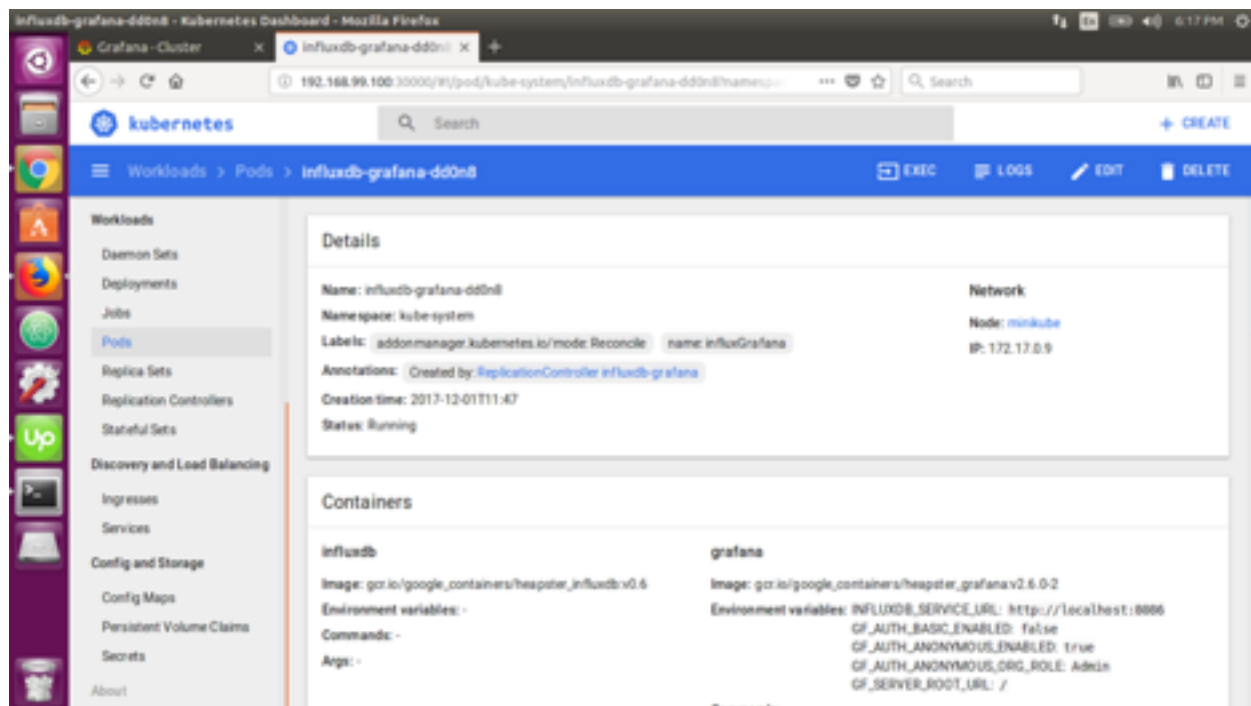 influxdb-grafana-dd0n8 - Kubernetes Dashboard - Mozilla Firefox
En
6:17 PM
Grafana - Cluster
influxdb-grafana-dd0n8
192.168.99.100:30000/#!/pod/kube-system/influxdb-grafana-dd0n8?namesp
Search
kubernetes
Search
+ CREATE
Workloads > Pods > influxdb-grafana-dd0n8
EXEC
LOGS
EDIT
DELETE
Workloads
Daemon Sets
Deployments
Jobs
Pods
Replica Sets
Replication Controllers
Stateful Sets
Discovery and Load Balancing
Ingresses
Services
Config and Storage
Config Maps
Persistent Volume Claims
Secrets
About
Details
Name: influxdb-grafana-dd0n8
Namespace: kube-system
Labels: addonmanager.kubernetes.io/mode: Reconcile name: influxGrafana
Annotations: Created by: ReplicationController influxdb-grafana
Creation time: 2017-12-01T11:47
Status: Running
Network
Node: minikube
IP: 172.17.0.9
Containers
influxdb
Image: gcr.io/google_containers/heapster_influxdb:v0.6
Environment variables: -
Commands: -
Args: -
grafana
Image: gcr.io/google_containers/heapster_grafana:v2.6.0-2
Environment variables: INFLUXDB_SERVICE_URL: http://localhost:8086
GF_AUTH_BASIC_ENABLED: false
GF_AUTH_ANONYMOUS_ENABLED: true
GF_AUTH_ANONYMOUS_ORG_ROLE: Admin
GF_SERVER_ROOT_URL: /
Up